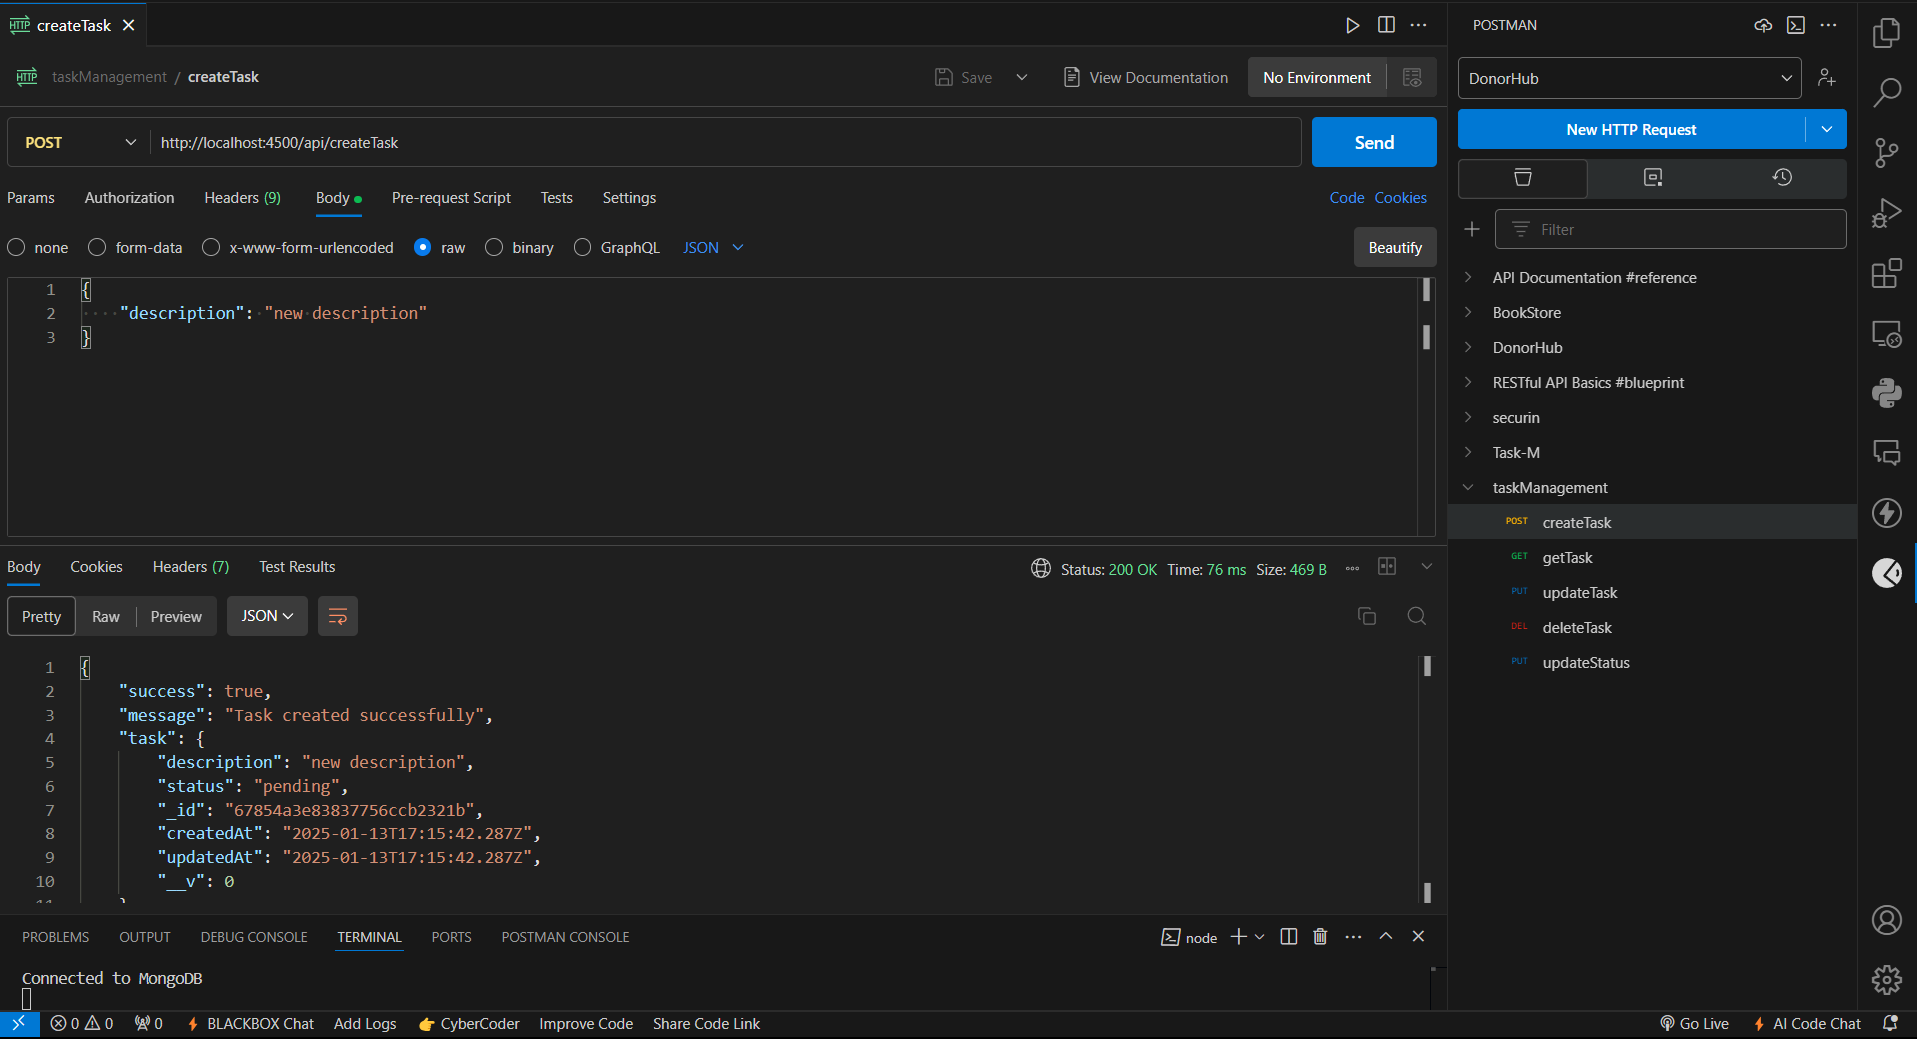 HTTP createTask
HTTP taskManagement / createTask
Save
View Documentation
No Environment
POST
http://localhost:4500/api/createTask
Send
Params Authorization Headers (9) Body Pre-request Script Tests Settings
Code Cookies
none form-data x-www-form-urlencoded raw binary GraphQL JSON
Beautify
1 {
2 "description": "new description"
3 }
Body Cookies Headers (7) Test Results
Status: 200 OK Time: 76 ms Size: 469 B
Pretty Raw Preview JSON
1 {
2 "success": true,
3 "message": "Task created successfully",
4 "task": {
5 "description": "new description",
6 "status": "pending",
7 "_id": "67854a3e83837756ccb2321b",
8 "createdAt": "2025-01-13T17:15:42.287Z",
9 "updatedAt": "2025-01-13T17:15:42.287Z",
10 "__v": 0
PROBLEMS OUTPUT DEBUG CONSOLE TERMINAL PORTS POSTMAN CONSOLE
node
Connected to MongoDB
POSTMAN
DonorHub
New HTTP Request
Filter
API Documentation #reference
BookStore
DonorHub
RESTful API Basics #blueprint
securin
Task-M
taskManagement
POST createTask
GET getTask
PUT updateTask
DEL deleteTask
PUT updateStatus
0 0 0 BLACKBOX Chat Add Logs CyberCoder Improve Code Share Code Link
Go Live AI Code Chat